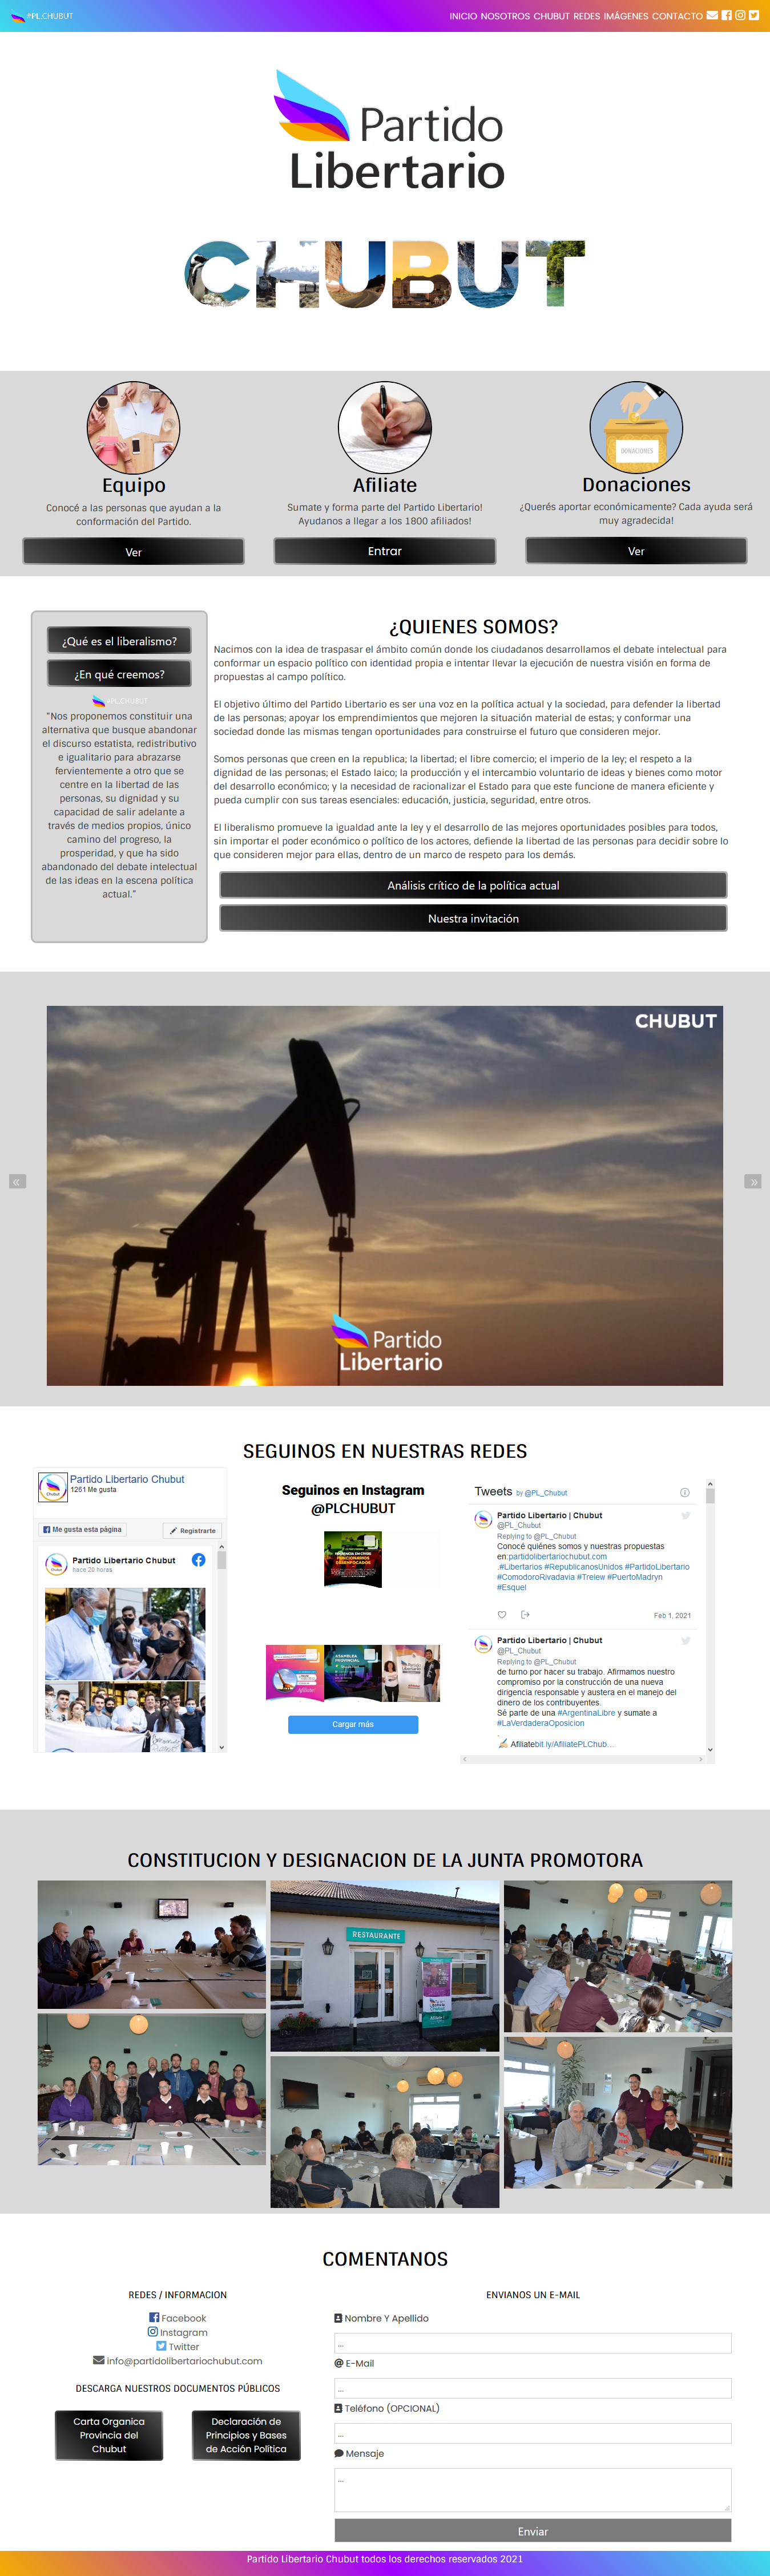 #PL.CHUBUT
INICIO NOSOTROS CHUBUT REDES IMÁGENES CONTACTO
Partido
Libertario
CHUBUT
Equipo
Conocé a las personas que ayudan a la
conformación del Partido.
Ver
Afiliate
Sumate y forma parte del Partido Libertario!
Ayudanos a llegar a los 1800 afiliados!
Entrar
DONACIONES
Donaciones
¿Querés aportar económicamente? Cada ayuda será
muy agradecida!
Ver
¿Qué es el liberalismo?
¿En qué creemos?
#PL.CHUBUT
"Nos proponemos constituir una
alternativa que busque abandonar
el discurso estatista, redistributivo
e igualitario para abrazarse
fervientemente a otro que se
centre en la libertad de las
personas, su dignidad y su
capacidad de salir adelante a
través de medios propios, único
camino del progreso, la
prosperidad, y que ha sido
abandonado del debate intelectual
de las ideas en la escena política
actual."
¿QUIENES SOMOS?
Nacimos con la idea de traspasar el ámbito común donde los ciudadanos desarrollamos el debate intelectual para
conformar un espacio político con identidad propia e intentar llevar la ejecución de nuestra visión en forma de
propuestas al campo político.
El objetivo último del Partido Libertario es ser una voz en la política actual y la sociedad, para defender la libertad
de las personas; apoyar los emprendimientos que mejoren la situación material de estas; y conformar una
sociedad donde las mismas tengan oportunidades para construirse el futuro que consideren mejor.
Somos personas que creen en la republica; la libertad; el libre comercio; el imperio de la ley; el respeto a la
dignidad de las personas; el Estado laico; la producción y el intercambio voluntario de ideas y bienes como motor
del desarrollo económico; y la necesidad de racionalizar el Estado para que este funcione de manera eficiente y
pueda cumplir con sus tareas esenciales: educación, justicia, seguridad, entre otros.
El liberalismo promueve la igualdad ante la ley y el desarrollo de las mejores oportunidades posibles para todos,
sin importar el poder económico o político de los actores, defiende la libertad de las personas para decidir sobre lo
que consideren mejor para ellas, dentro de un marco de respeto para los demás.
Análisis crítico de la política actual
Nuestra invitación
CHUBUT
«
»
Partido
Libertario
SEGUINOS EN NUESTRAS REDES
Partido Libertario Chubut
1261 Me gusta
Me gusta esta página
Registrarte
Partido Libertario Chubut
hace 20 horas
Seguinos en Instagram
@PLCHUBUT
ASAMBLEA
PROVINCIAL
Cargar más
Tweets by @PL_Chubut
Partido Libertario | Chubut
@PL_Chubut
Replying to @PL_Chubut
Conocé quiénes somos y nuestras propuestas
en:partidolibertariochubut.com
.#Libertarios #RepublicanosUnidos #PartidoLibertario
#ComodoroRivadavia #Trelew #PuertoMadryn
#Esquel
Feb 1, 2021
Partido Libertario | Chubut
@PL_Chubut
Replying to @PL_Chubut
de turno por hacer su trabajo. Afirmamos nuestro
compromiso por la construcción de una nueva
dirigencia responsable y austera en el manejo del
dinero de los contribuyentes.
Sé parte de una #ArgentinaLibre y sumate a
#LaVerdaderaOposicion
.
Afiliatebit.ly/AfiliatePLChub…
CONSTITUCION Y DESIGNACION DE LA JUNTA PROMOTORA
RESTAURANTE
COMENTANOS
REDES / INFORMACION
Facebook
Instagram
Twitter
info@partidolibertariochubut.com
DESCARGA NUESTROS DOCUMENTOS PÚBLICOS
Carta Organica
Provincia del
Chubut
Declaración de
Principios y Bases
de Acción Política
ENVIANOS UN E-MAIL
Nombre Y Apellido
...
E-Mail
...
Teléfono (OPCIONAL)
...
Mensaje
...
Enviar
Partido Libertario Chubut todos los derechos reservados 2021